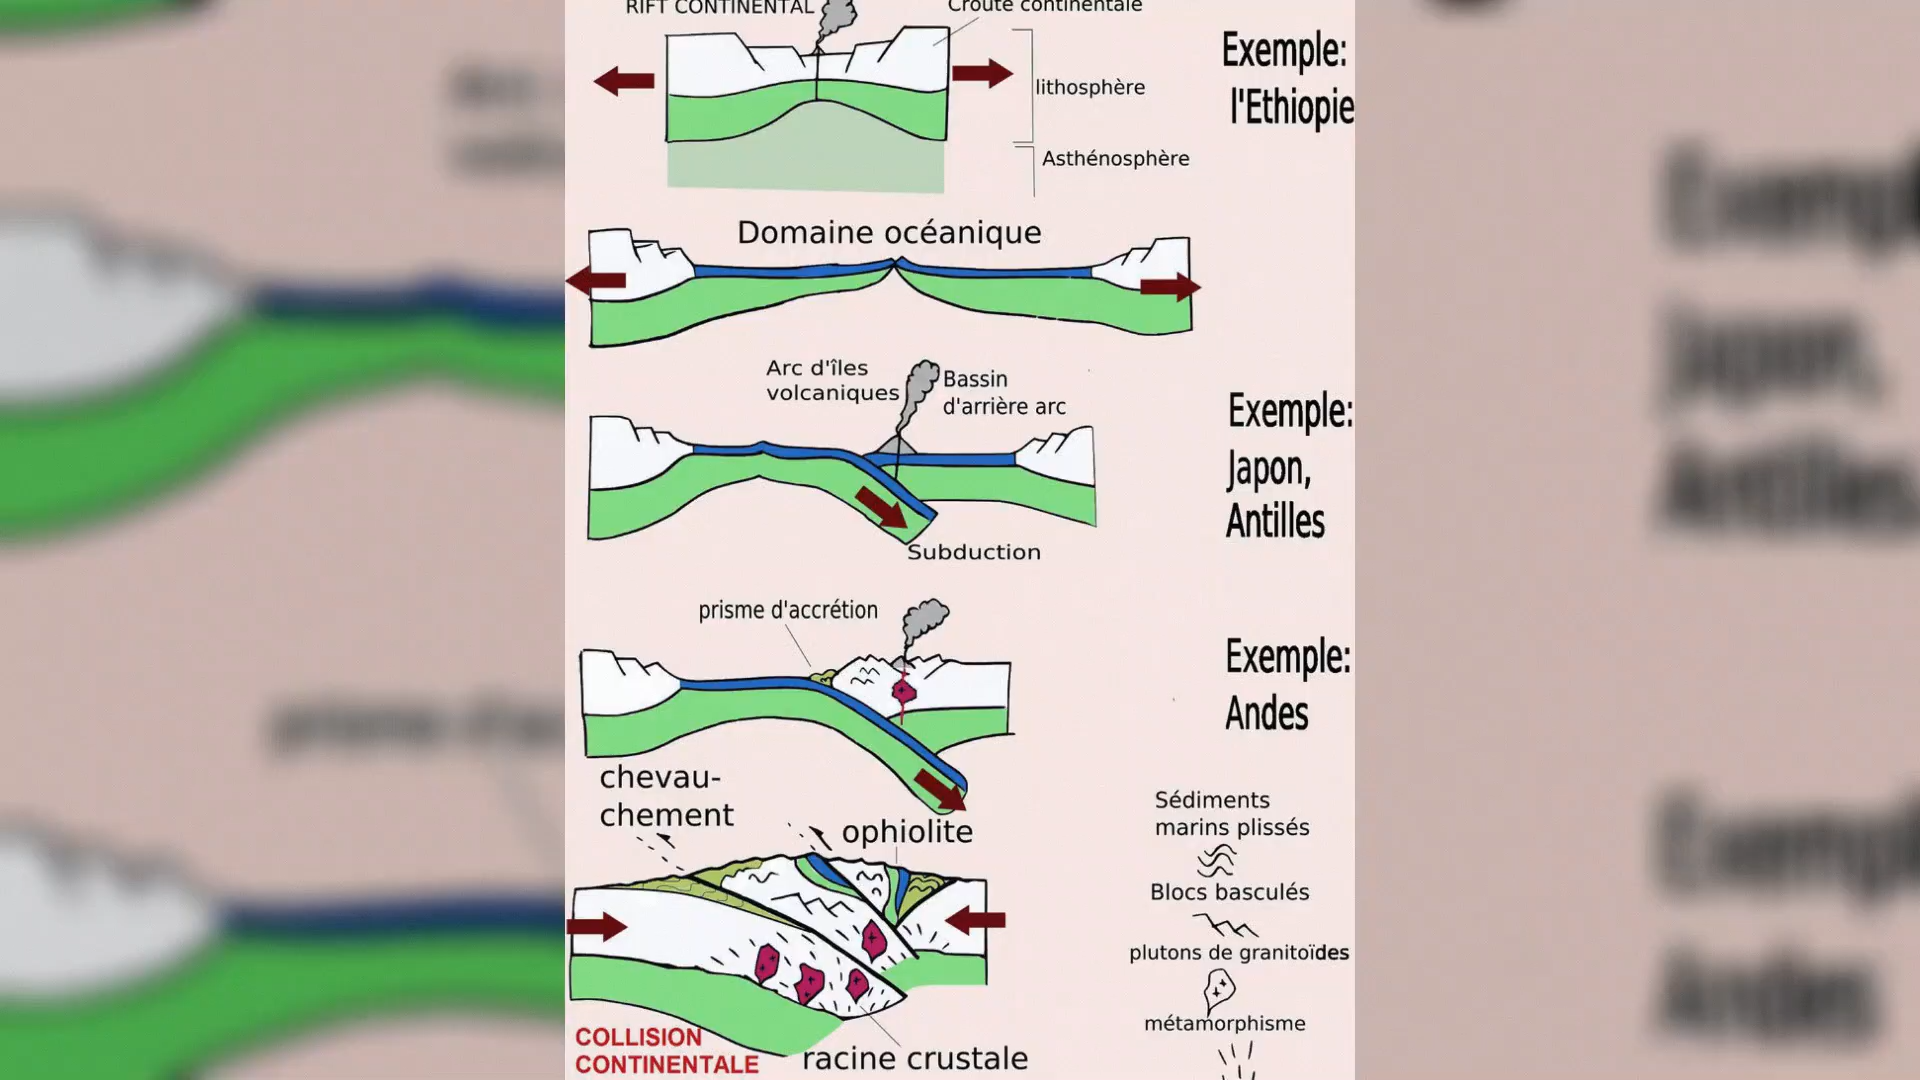 RIFT CONTINENTAL
Croûte continentale
Exemple:
l'Ethiopie
lithosphère
Asthénosphère
Domaine océanique
Arc d'îles
volcaniques
Bassin
d'arrière arc
Exemple:
Japon,
Antilles
Subduction
prisme d'accrétion
Exemple:
Andes
chevau-
chement
ophiolite
Sédiments
marins plissés
Blocs basculés
plutons de granitoïdes
métamorphisme
COLLISION
CONTINENTALE
racine crustale